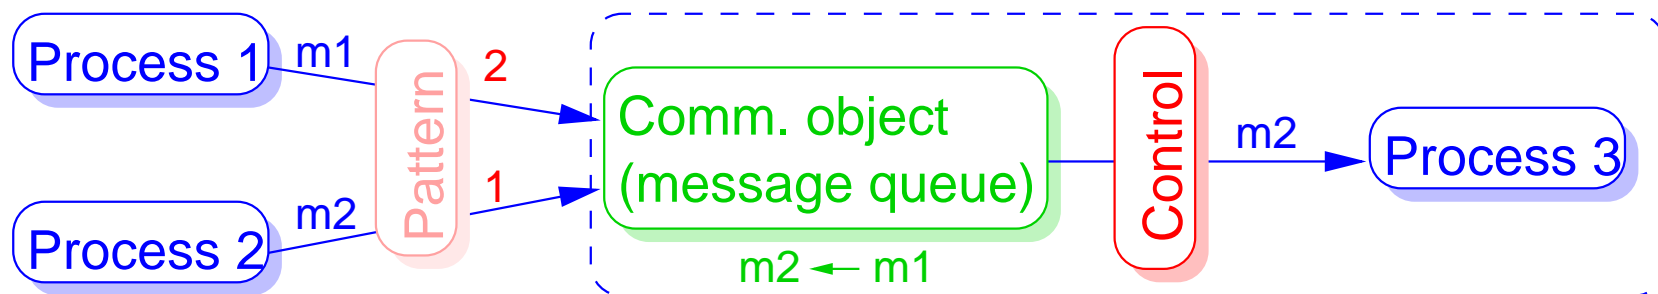 Process 1
m1
Pattern
2
Comm. object
(message queue)
Control
m2
Process 3
1
Process 2
m2
m2 ← m1